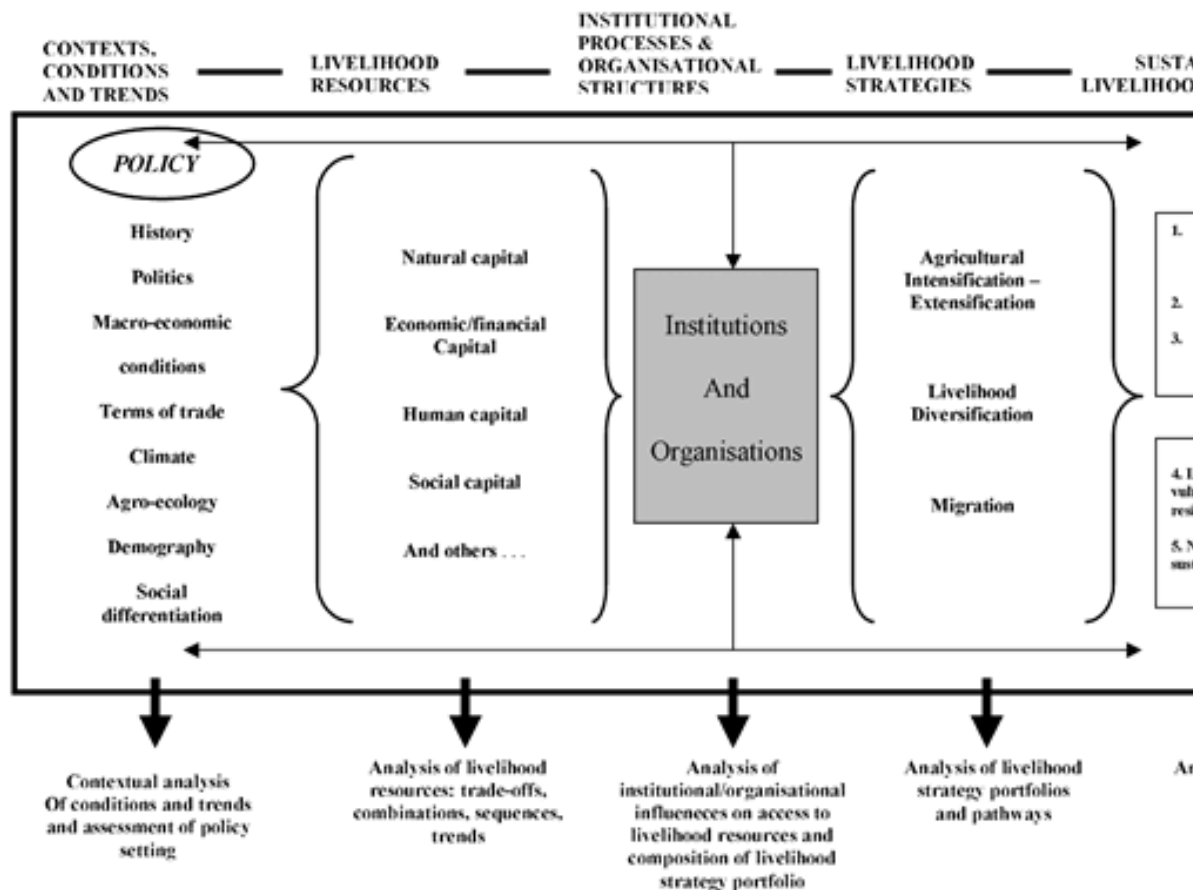 CONTEXTS,
CONDITIONS
AND TRENDS
LIVELIHOOD
RESOURCES
INSTITUTIONAL
PROCESSES &
ORGANISATIONAL
STRUCTURES
LIVELIHOOD
STRATEGIES
POLICY
History
Politics
Macro-economic
conditions
Terms of trade
Climate
Agro-ecology
Demography
Social
differentiation
Natural capital
Economic/financial
Capital
Human capital
Social capital
And others . . .
Institutions
And
Organisations
Agricultural
Intensification –
Extensification
Livelihood
Diversification
Migration
1.
2.
3.
4.
5.
Contextual analysis
Of conditions and trends
and assessment of policy
setting
Analysis of livelihood
resources: trade-offs,
combinations, sequences,
trends
Analysis of
institutional/organisational
influeneces on access to
livelihood resources and
composition of livelihood
strategy portfolio
Analysis of livelihood
strategy portfolios
and pathways